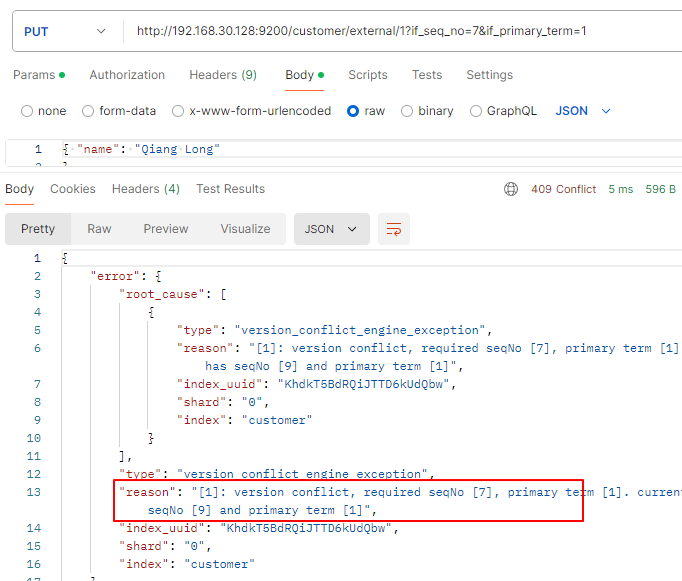 PUT http://192.168.30.128:9200/customer/external/1?if_seq_no=7&if_primary_term=1
Params Authorization Headers (9) Body Scripts Tests Settings
none form-data x-www-form-urlencoded raw binary GraphQL JSON
1 { "name": "Qiang Long"
Body Cookies Headers (4) Test Results 409 Conflict 5 ms 596 B
Pretty Raw Preview Visualize JSON
1 {
2 "error": {
3 "root_cause": [
4 {
5 "type": "version_conflict_engine_exception",
6 "reason": "[1]: version conflict, required seqNo [7], primary term [1]
has seqNo [9] and primary term [1]",
7 "index_uuid": "KhdkT5BdRQiJTTD6kUdQbw",
8 "shard": "0",
9 "index": "customer"
10 }
11 ],
12 "type": "version_conflict_engine_exception",
13 "reason": "[1]: version conflict, required seqNo [7], primary term [1]. current
seqNo [9] and primary term [1]",
14 "index_uuid": "KhdkT5BdRQiJTTD6kUdQbw",
15 "shard": "0",
16 "index": "customer"